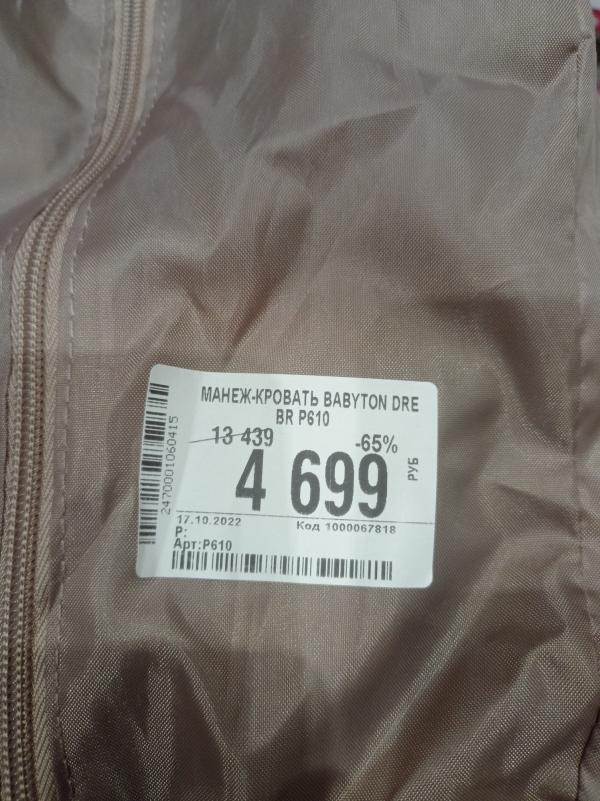 МАНЕЖ-КРОВАТЬ BABYTON DRE
BR P610
13 439
-65%
4 699
РУБ
17.10.2022
Код 1000067818
Р:
Арт:P610
2470001060415